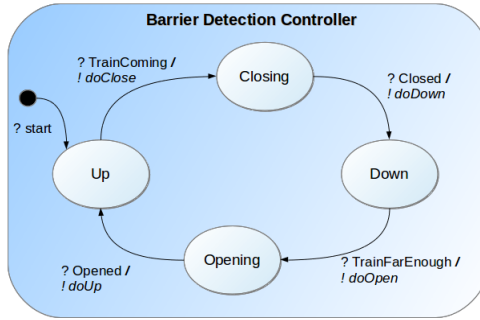 Barrier Detection Controller
? TrainComing /
! doClose
Closing
? Closed /
! doDown
? start
Up
Down
Opening
? Opened /
! doUp
? TrainFarEnough /
! doOpen